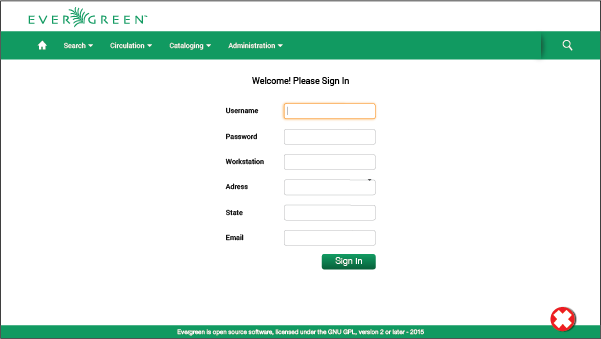 EVERGREEN™
Search Circulation Cataloging Administration
Welcome! Please Sign In
Username
Password
Workstation
Adress
State
Email
Sign In
Evergreen is open source software, licensed under the GNU GPL, version 2 or later - 2015